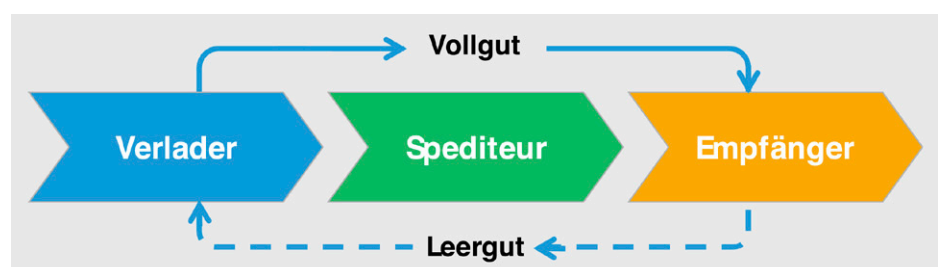 Vollgut
Verlader
Spediteur
Empfänger
Leergut